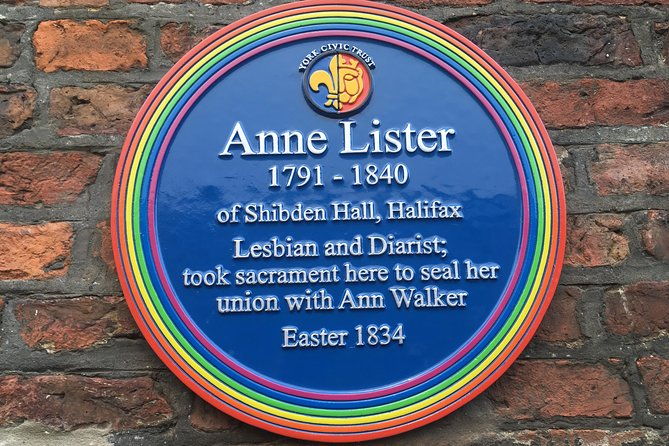 YORK CIVIC TRUST
Anne Lister
1791 - 1840
of Shibden Hall, Halifax
Lesbian and Diarist;
took sacrament here to seal her
union with Ann Walker
Easter 1834